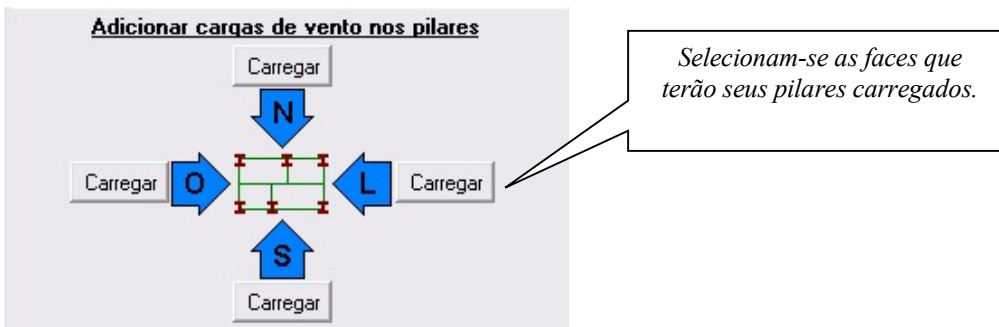 Adicionar cargas de vento nos pilares
Carregar
N
Carregar
O
L
Carregar
S
Carregar
Selecionam-se as faces que
terão seus pilares carregados.